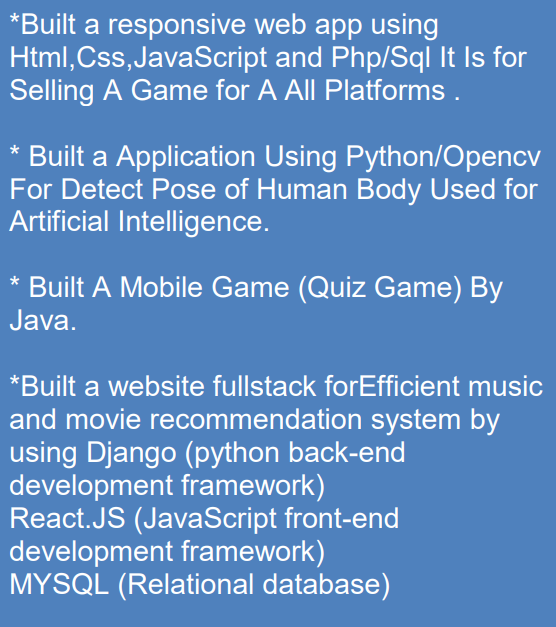 *Built a responsive web app using
Html,Css,JavaScript and Php/Sql It Is for
Selling A Game for A All Platforms .
* Built a Application Using Python/Opencv
For Detect Pose of Human Body Used for
Artificial Intelligence.
* Built A Mobile Game (Quiz Game) By
Java.
*Built a website fullstack forEfficient music
and movie recommendation system by
using Django (python back-end
development framework)
React.JS (JavaScript front-end
development framework)
MYSQL (Relational database)